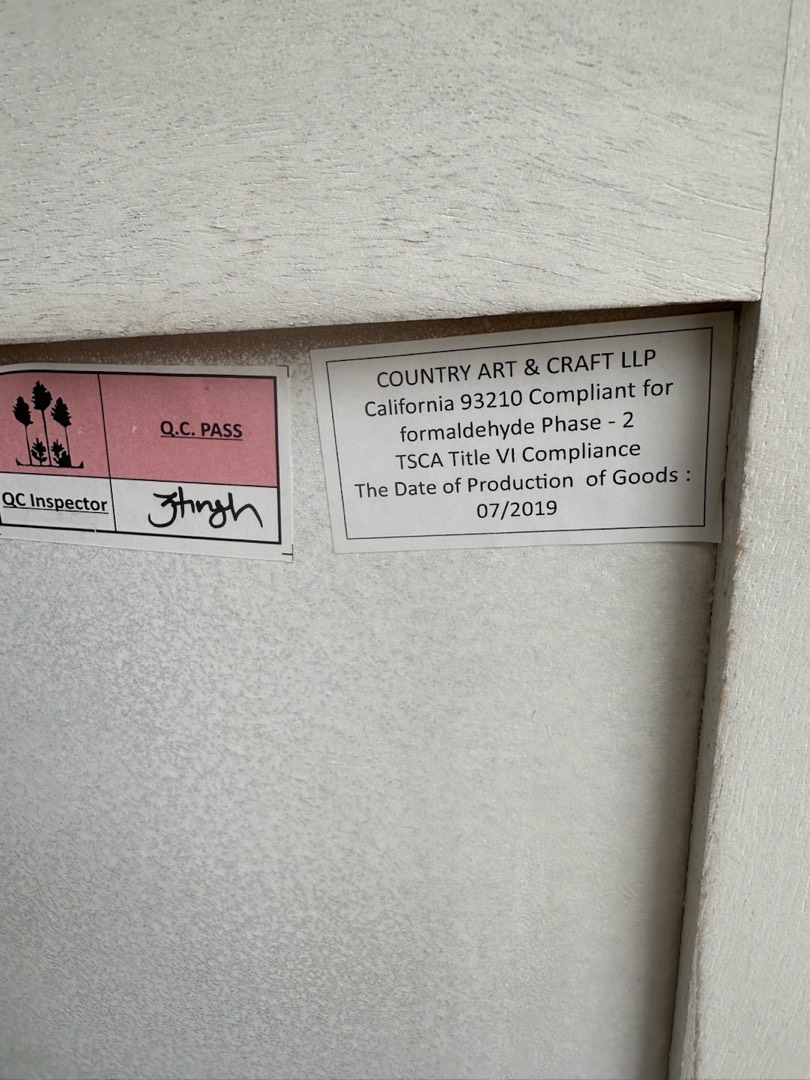 Q.C. PASS
QC Inspector
COUNTRY ART & CRAFT LLP
California 93210 Compliant for
formaldehyde Phase - 2
TSCA Title VI Compliance
The Date of Production of Goods :
07/2019